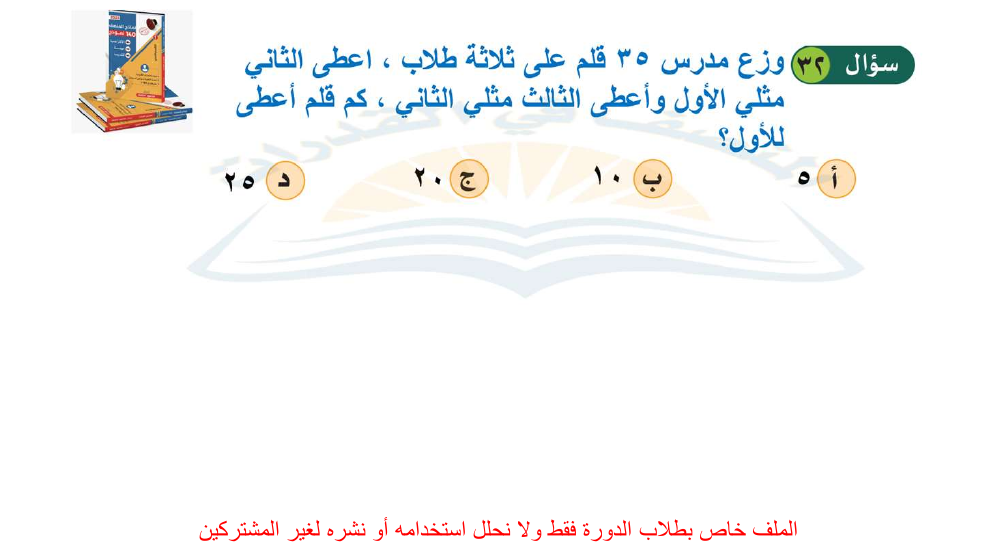 سؤال ٣٢ وزع مدرس ٣٥ قلم على ثلاثة طلاب ، اعطى الثاني
مثلي الأول وأعطى الثالث مثلي الثاني ، كم قلم أعطى
للأول؟
أ ٥ ب ١٠ ج ٢٠ د ٢٥
الملف خاص بطلاب الدورة فقط ولا نحلل استخدامه أو نشره لغير المشتركين